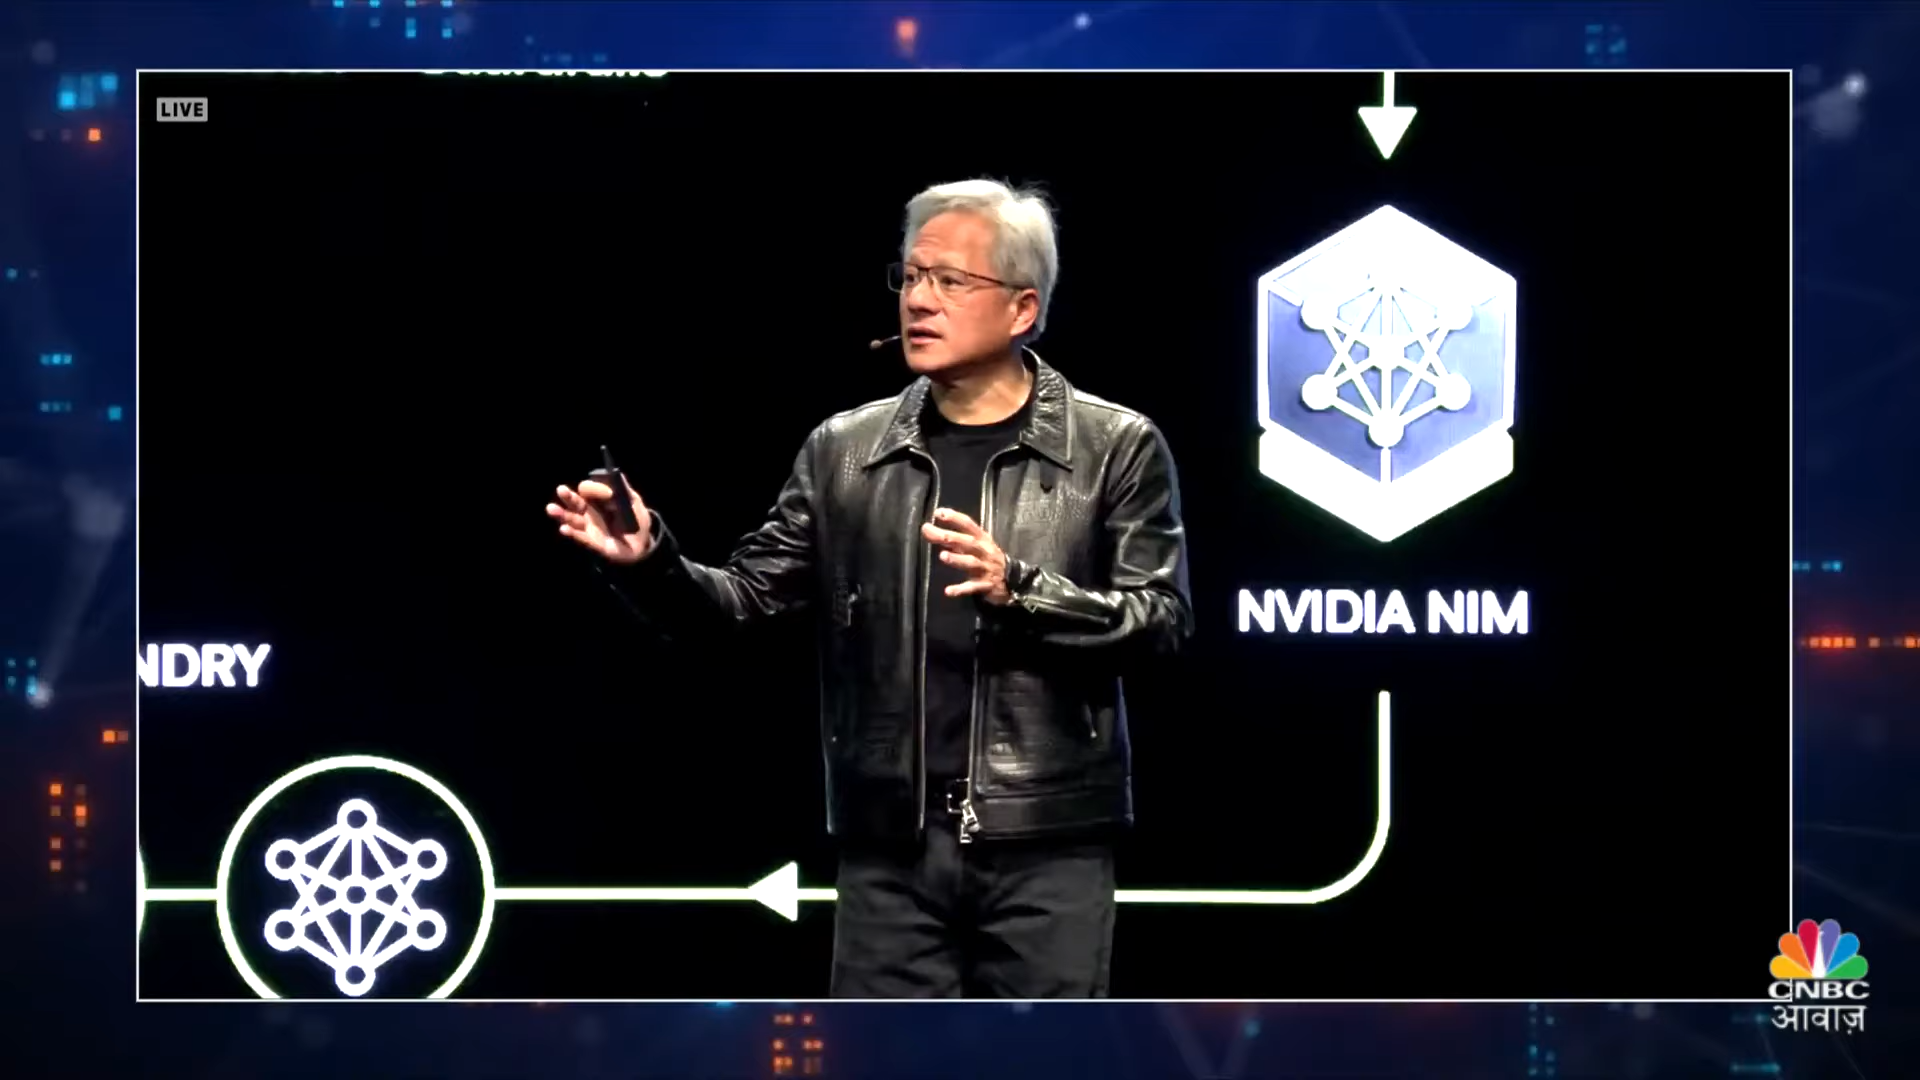 LIVE
NVIDIA NIM
NDRY
CNBC
आवाज़